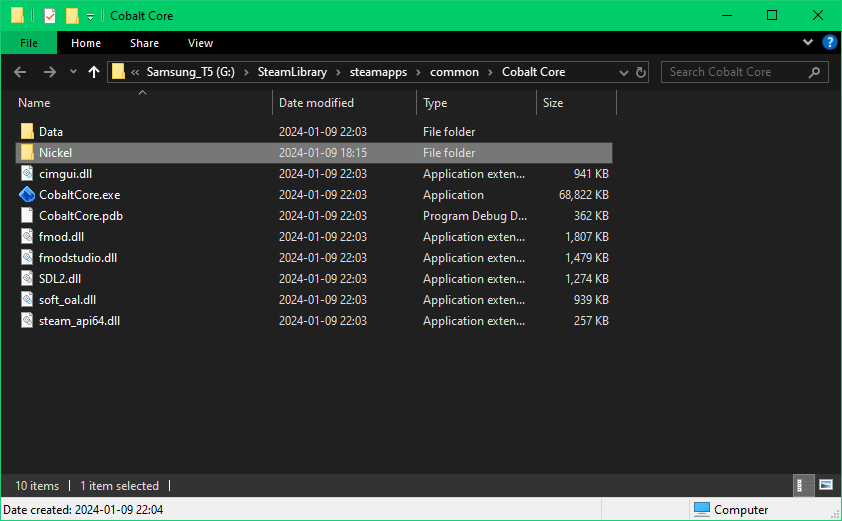 Cobalt Core
File Home Share View
« Samsung_T5 (G:) SteamLibrary steamapps common Cobalt Core Search Cobalt Core
Name Date modified Type Size
Data 2024-01-09 22:03 File folder
Nickel 2024-01-09 18:15 File folder
cimgui.dll 2024-01-09 22:03 Application exten... 941 KB
CobaltCore.exe 2024-01-09 22:03 Application 68,822 KB
CobaltCore.pdb 2024-01-09 22:03 Program Debug D... 362 KB
fmod.dll 2024-01-09 22:03 Application exten... 1,807 KB
fmodstudio.dll 2024-01-09 22:03 Application exten... 1,479 KB
SDL2.dll 2024-01-09 22:03 Application exten... 1,274 KB
soft_oal.dll 2024-01-09 22:03 Application exten... 939 KB
steam_api64.dll 2024-01-09 22:03 Application exten... 257 KB
10 items 1 item selected
Date created: 2024-01-09 22:04 Computer